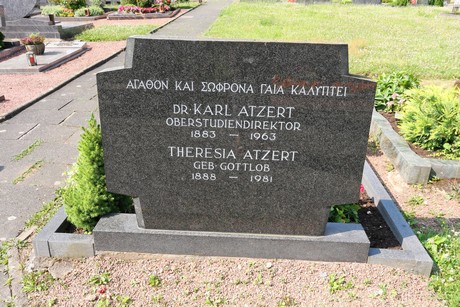 ΑΓΑΘΟΝ ΚΑΙ ΣΩΦΡΟΝΑ ΓΑΙΑ ΚΑΛΥΠΤΕΙ
DR·KARL ATZERT
OBERSTUDIENDIREKTOR
1883 — 1963
THERESIA ATZERT
GEB·GOTTLOB
1888 — 1981